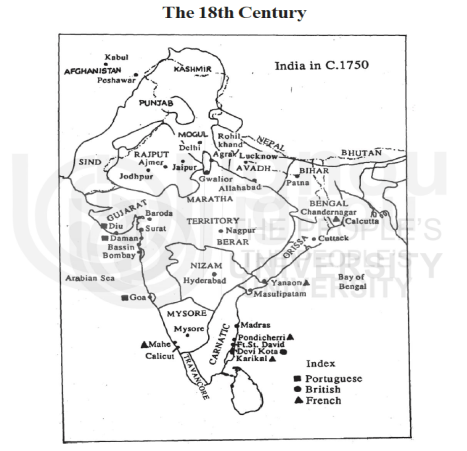 The 18th Century
India in C.1750
Kabul
AFGHANISTAN
Peshawar
KASHMIR
PUNJAB
MOGUL
Delhi
Rohil
khand
NEPAL
BHUTAN
SIND
RAJPUT
Ajmer
Jodhpur
Jaipur
Agra
Lucknow
AVADH
Gwalior
Allahabad
BIHAR
Patna
MARATHA
TERRITORY
BENGAL
Chandernagar
Calcutta
GUJARAT
Baroda
Diu
Surat
Daman
Bassin
Bombay
Nagpur
BERAR
ORISSA
Cuttack
NIZAM
Hyderabad
Arabian Sea
Bay of
Bengal
Yanaon
Masulipatam
Goa
MYSORE
Mysore
Madras
CARNATIC
Pondicherri
Ft.St. David
Devi Kota
Karikal
Mahe
Calicut
TRAVANCORE
Index
Portuguese
British
French
THE PEOPLE'S
UNIVERSITY